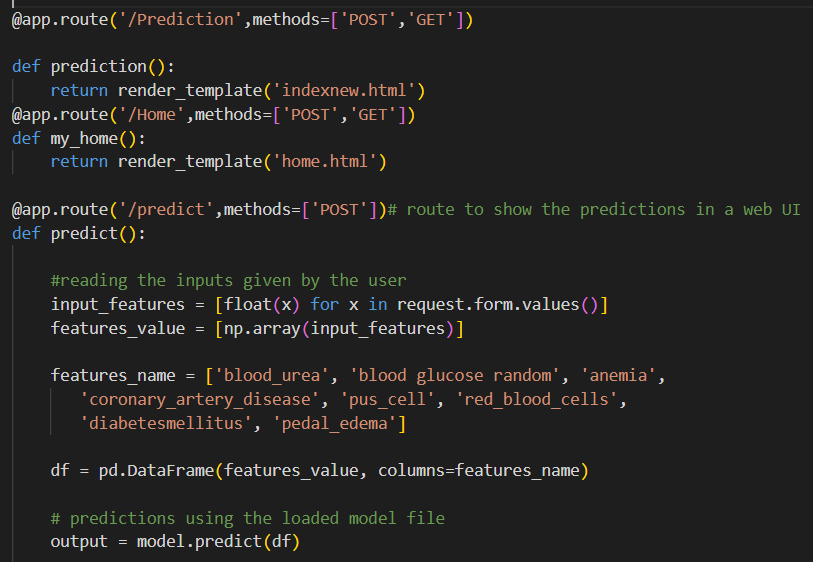 @app.route('/Prediction',methods=['POST','GET'])
def prediction():
    return render_template('indexnew.html')
@app.route('/Home',methods=['POST','GET'])
def my_home():
    return render_template('home.html')
@app.route('/predict',methods=['POST'])# route to show the predictions in a web UI
def predict():
    #reading the inputs given by the user
    input_features = [float(x) for x in request.form.values()]
    features_value = [np.array(input_features)]
    features_name = ['blood_urea', 'blood glucose random', 'anemia',
       'coronary_artery_disease', 'pus_cell', 'red_blood_cells',
       'diabetesmellitus', 'pedal_edema']
    df = pd.DataFrame(features_value, columns=features_name)
    # predictions using the loaded model file
    output = model.predict(df)